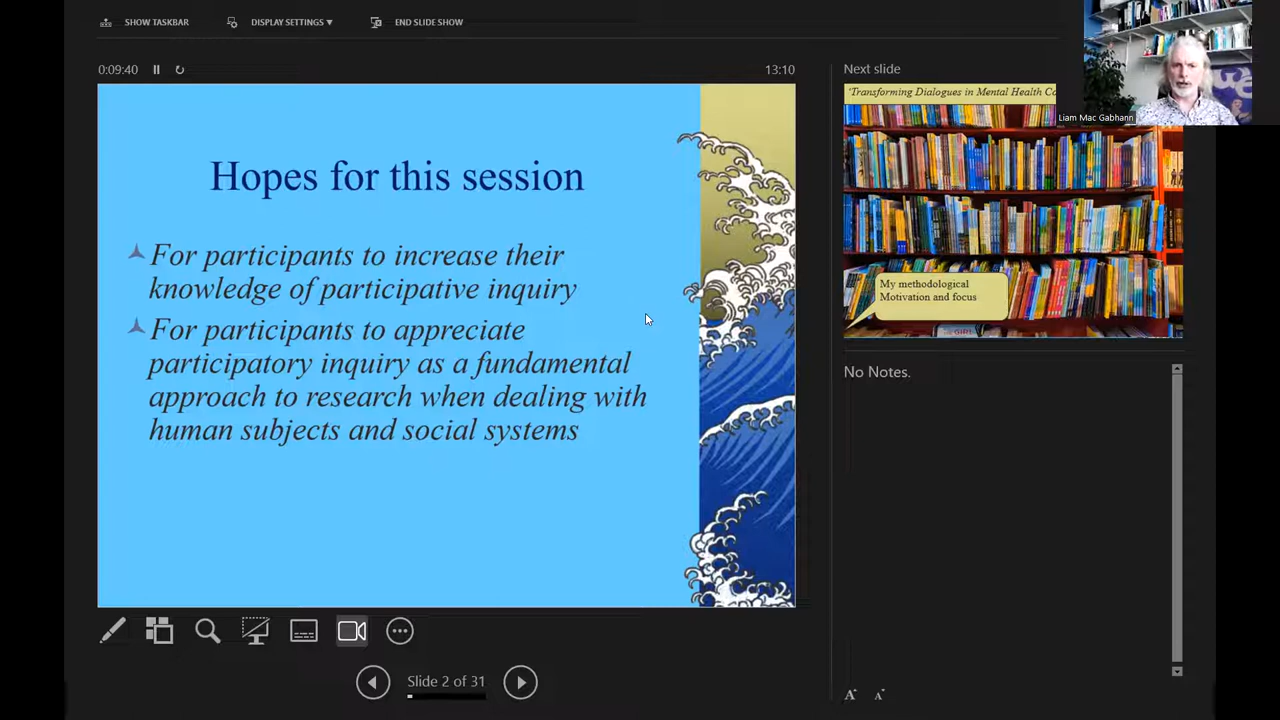 SHOW TASKBAR
DISPLAY SETTINGS ▼
END SLIDE SHOW
0:09:40
13:10
Hopes for this session
For participants to increase their
knowledge of participative inquiry
For participants to appreciate
participatory inquiry as a fundamental
approach to research when dealing with
human subjects and social systems
Slide 2 of 31
Next slide
'Transforming Dialogues in Mental Health Co
My methodological
Motivation and focus
Liam Mac Gabhann
No Notes.
A
A